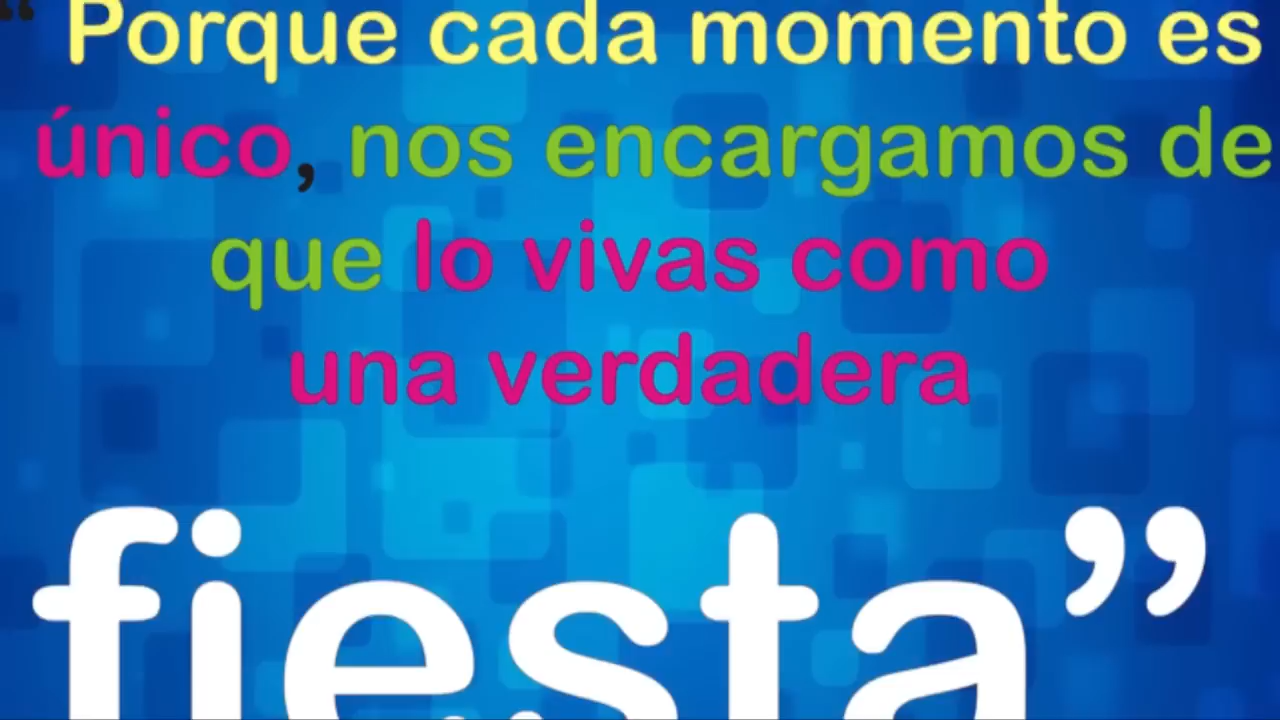 “ Porque cada momento es
único, nos encargamos de
que lo vivas como
una verdadera
fiesta”